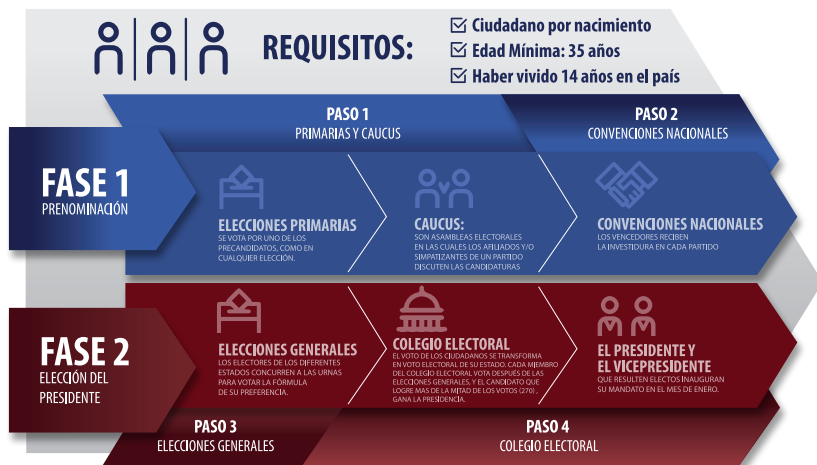 REQUISITOS:
Ciudadano por nacimiento
Edad Mínima: 35 años
Haber vivido 14 años en el país
PASO 1
PRIMARIAS Y CAUCUS
PASO 2
CONVENCIONES NACIONALES
FASE 1
PRENOMINACIÓN
ELECCIONES PRIMARIAS
SE VOTA POR UNO DE LOS
PRECANDIDATOS, COMO EN
CUALQUIER ELECCIÓN.
CAUCUS:
SON ASAMBLEAS ELECTORALES
EN LAS CUALES LOS AFILIADOS Y/O
SIMPATIZANTES DE UN PARTIDO
DISCUTEN LAS CANDIDATURAS
CONVENCIONES NACIONALES
LOS VENCEDORES RECIBEN
LA INVESTIDURA EN CADA PARTIDO
FASE 2
ELECCIÓN DEL
PRESIDENTE
ELECCIONES GENERALES
LOS ELECTORES DE LOS DIFERENTES
ESTADOS CONCURREN A LAS URNAS
PARA VOTAR LA FÓRMULA
DE SU PREFERENCIA.
COLEGIO ELECTORAL
EL VOTO DE LOS CIUDADANOS SE TRANSFORMA
EN VOTO ELECTORAL DE SU ESTADO. CADA MIEMBRO
DEL COLEGIO ELECTORAL VOTA DESPUÉS DE LAS
ELECCIONES GENERALES, Y EL CANDIDATO QUE
LOGRE MAS DE LA MITAD DE LOS VOTOS (270) ,
GANA LA PRESIDENCIA.
EL PRESIDENTE Y
EL VICEPRESIDENTE
QUE RESULTEN ELECTOS INAUGURAN
SU MANDATO EN EL MES DE ENERO.
PASO 3
ELECCIONES GENERALES
PASO 4
COLEGIO ELECTORAL